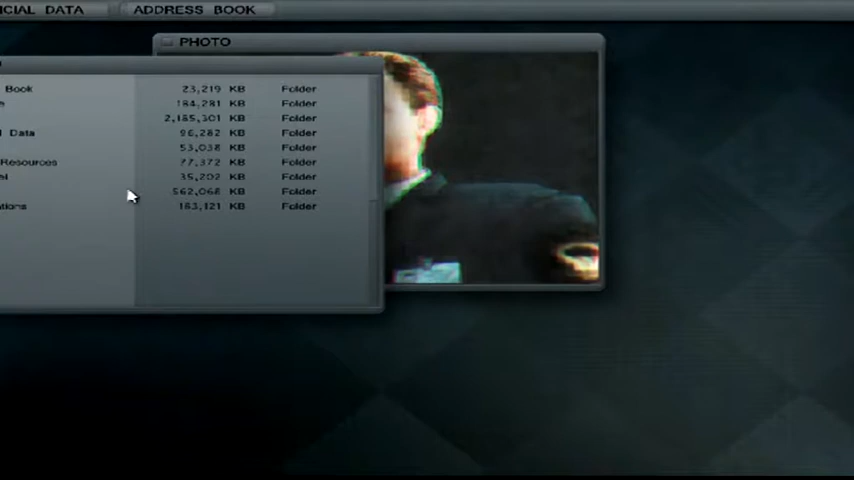 CIAL DATA ADDRESS BOOK
PHOTO
Book 23,219 KB Folder
e 184,281 KB Folder
2,185,301 KB Folder
l Data 96,282 KB Folder
53,038 KB Folder
Resources 77,372 KB Folder
el 35,202 KB Folder
562,068 KB Folder
ations 163,121 KB Folder